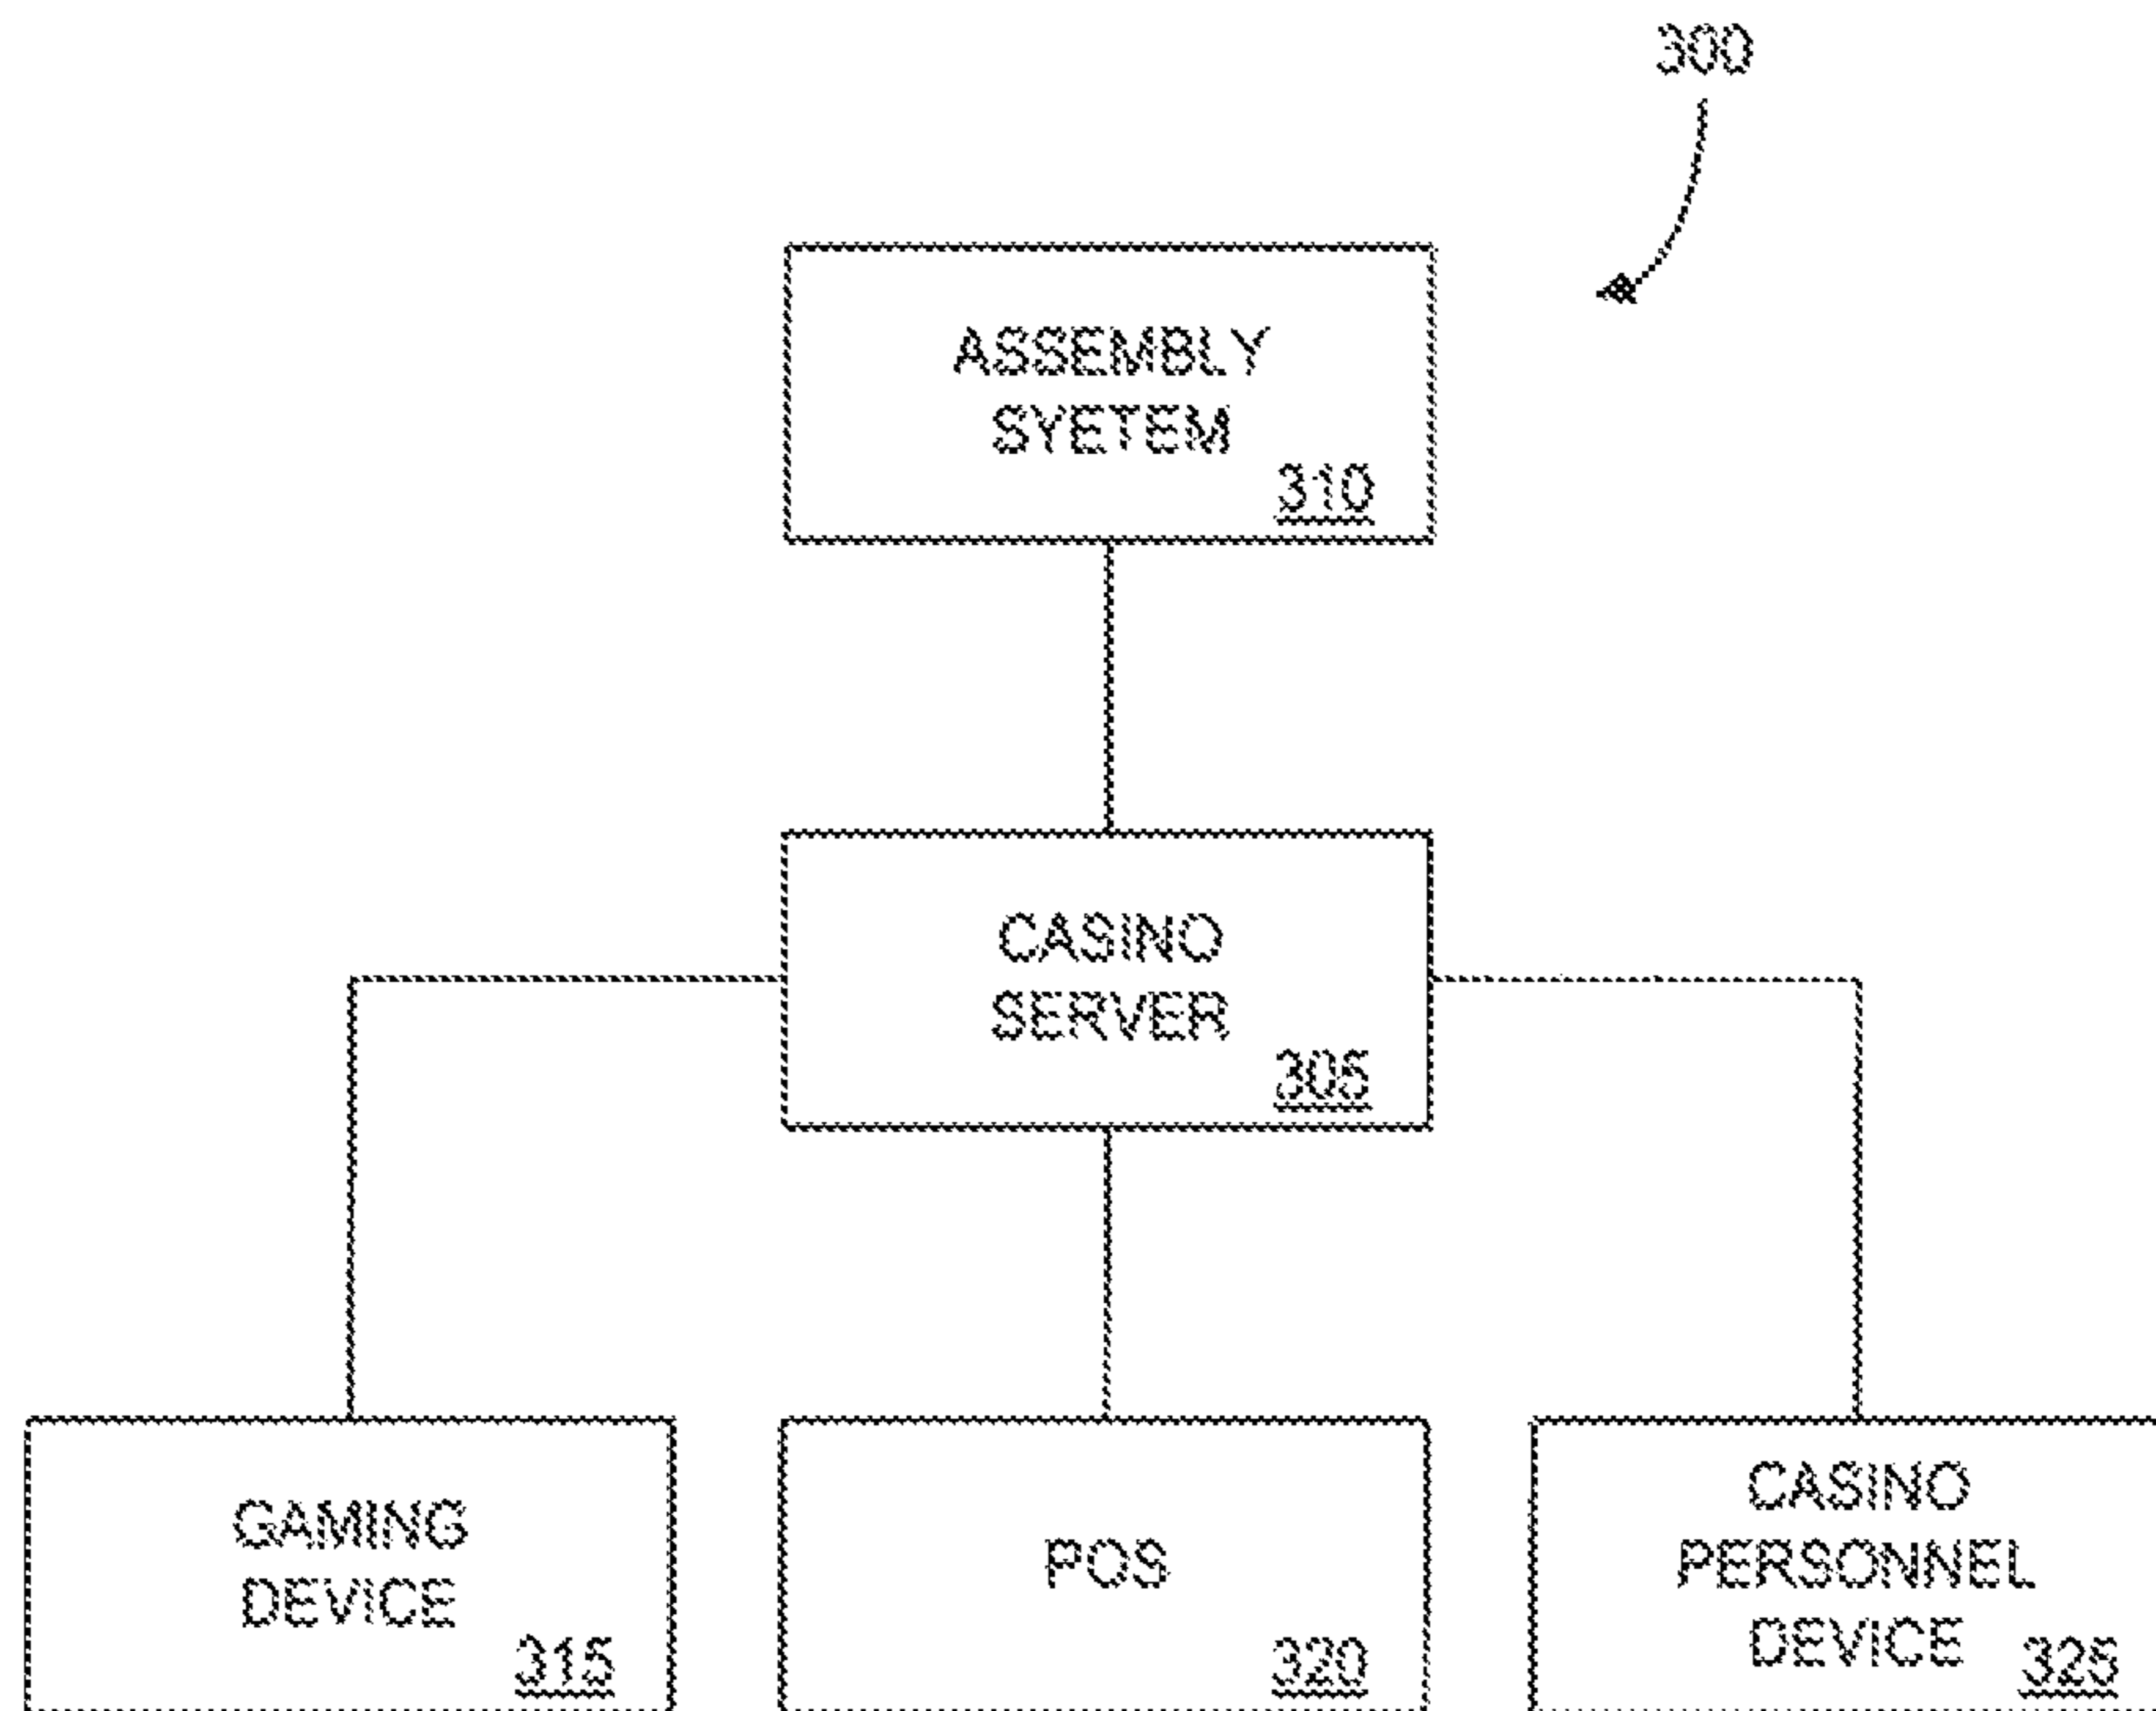 300
ASSEMBLY
SYETEM
310
CASINO
SERVER
305
GAMING
DEVICE
315
POS
320
CASINO
PERSONNEL
DEVICE
325